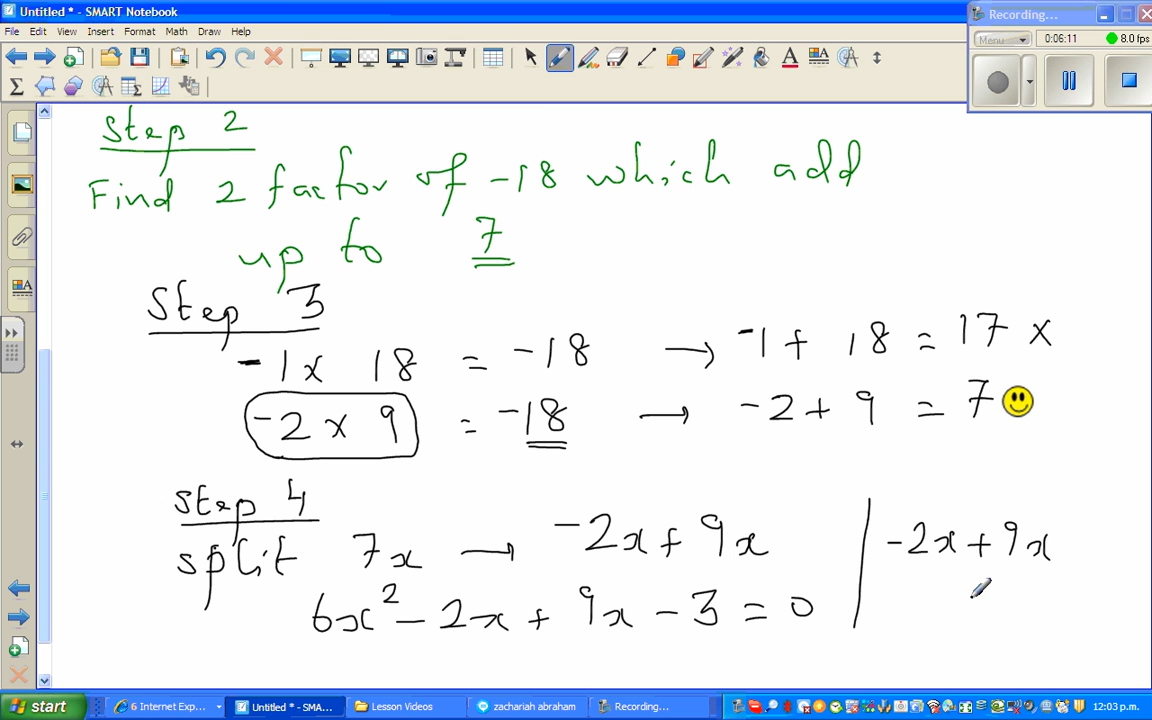 Untitled * - SMART Notebook
Recording...
File Edit View Insert Format Math Draw Help
Menu 0:06:11 8.0 fps
Step 2
Find 2 factor of -18 which add
up to 7
Step 3
-1 x 18 = -18 → -1 + 18 = 17 x
-2 x 9 = -18 → -2 + 9 = 7
Step 4
split 7x → -2x + 9x
-2x + 9x
6x² - 2x + 9x - 3 = 0
start 6 Internet Exp... Untitled * - SMA... Lesson Videos zachariah abraham Recording... 12:03 p.m.